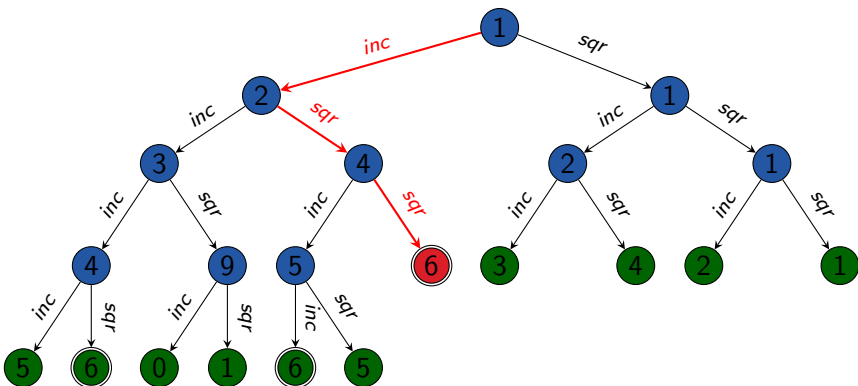 1
inc sqr
2 1
inc sqr inc sqr
3 4 2 1
inc sqr inc sqr inc sqr inc sqr
4 9 5 6 3 4 2 1
inc sqr inc sqr inc sqr
5 6 0 1 6 5